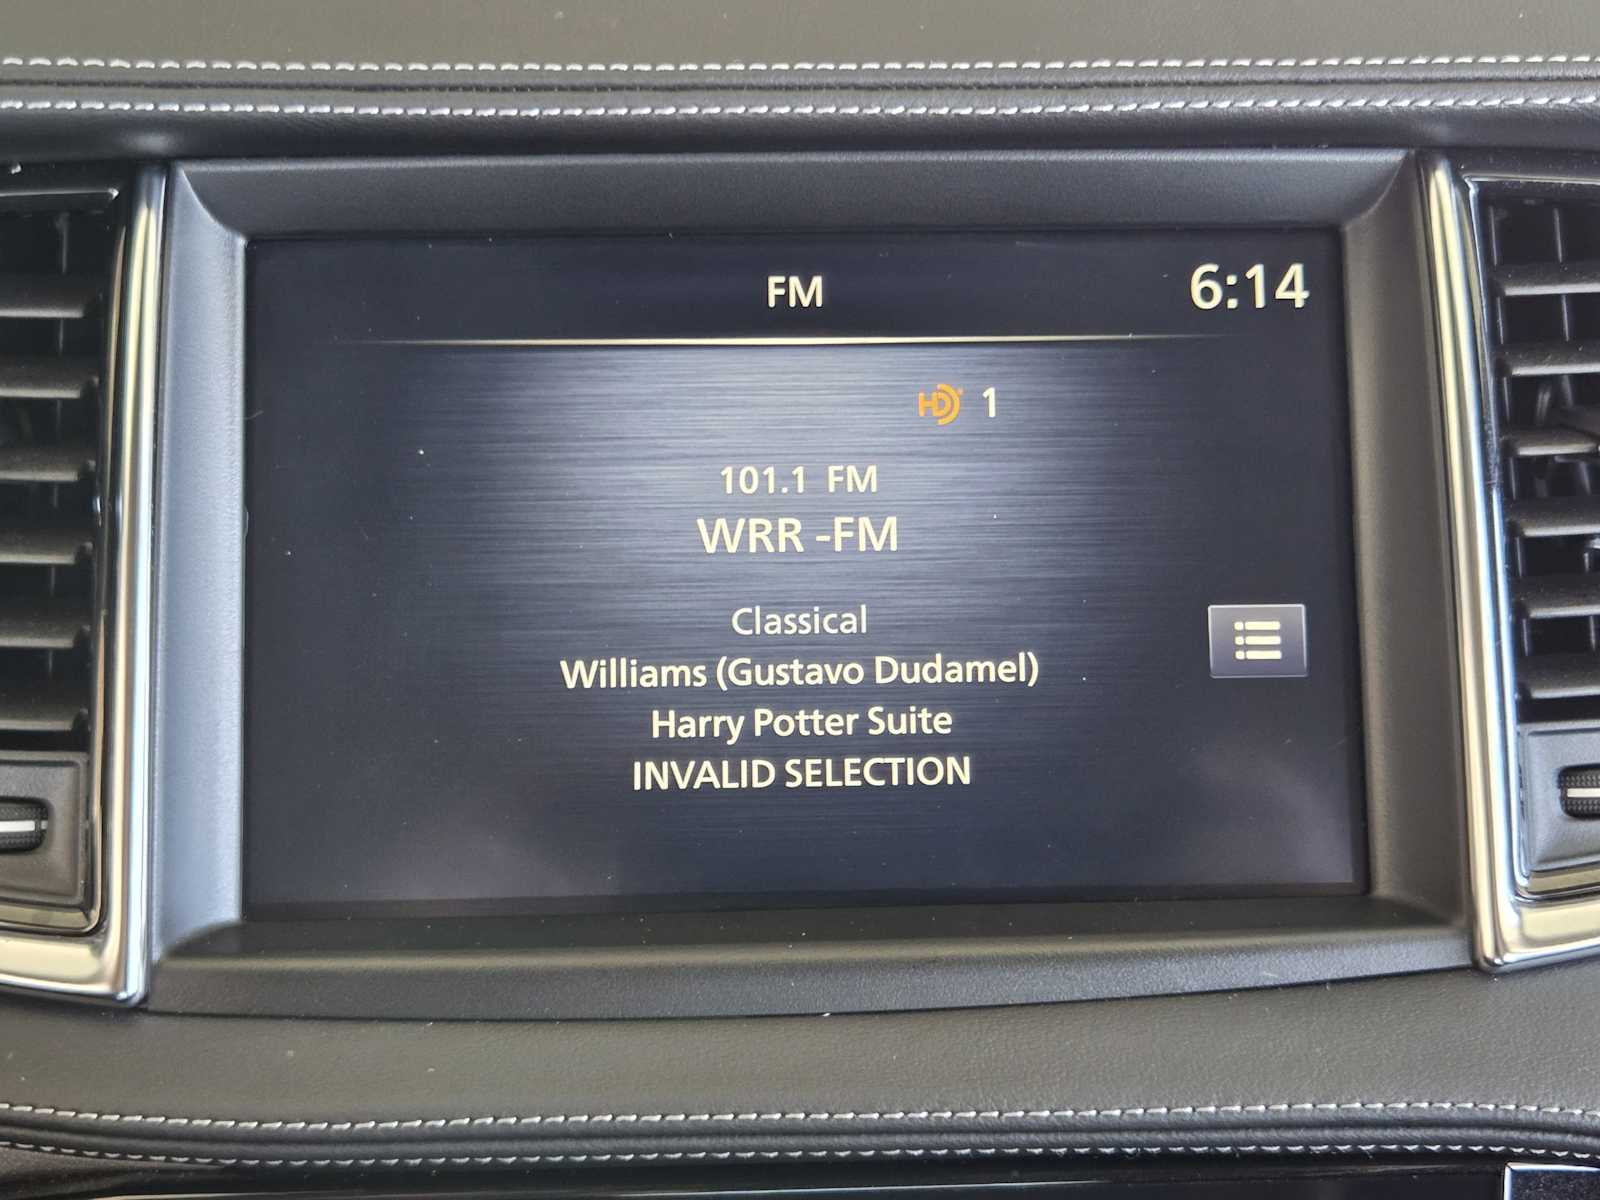 FM
6:14
HD 1
101.1 FM
WRR -FM
Classical
Williams (Gustavo Dudamel)
Harry Potter Suite
INVALID SELECTION